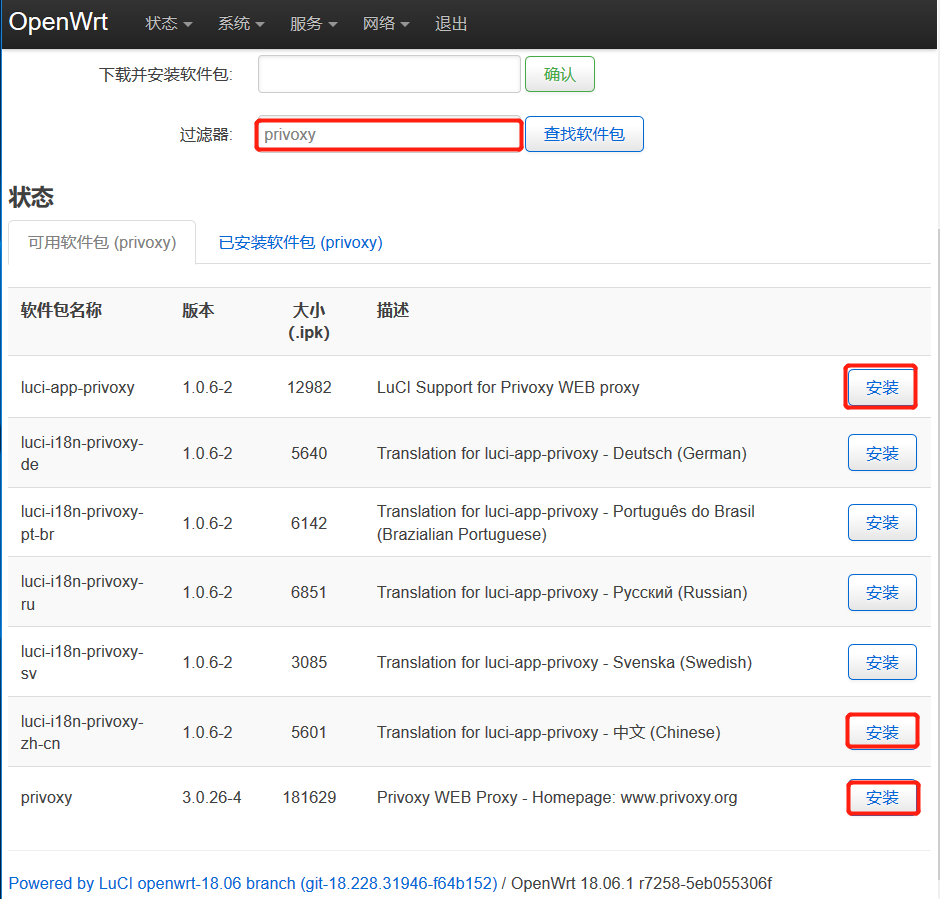 OpenWrt 状态 系统 服务 网络 退出
下载并安装软件包: 确认
过滤器: privoxy 查找软件包
状态
可用软件包 (privoxy) 已安装软件包 (privoxy)
软件包名称 版本 大小 描述
(.ipk)
luci-app-privoxy 1.0.6-2 12982 LuCI Support for Privoxy WEB proxy 安装
luci-i18n-privoxy-
de 1.0.6-2 5640 Translation for luci-app-privoxy - Deutsch (German) 安装
luci-i18n-privoxy-
pt-br 1.0.6-2 6142 Translation for luci-app-privoxy - Português do Brasil
(Brazialian Portuguese) 安装
luci-i18n-privoxy-
ru 1.0.6-2 6851 Translation for luci-app-privoxy - Русский (Russian) 安装
luci-i18n-privoxy-
sv 1.0.6-2 3085 Translation for luci-app-privoxy - Svenska (Swedish) 安装
luci-i18n-privoxy-
zh-cn 1.0.6-2 5601 Translation for luci-app-privoxy - 中文 (Chinese) 安装
privoxy 3.0.26-4 181629 Privoxy WEB Proxy - Homepage: www.privoxy.org 安装
Powered by LuCI openwrt-18.06 branch (git-18.228.31946-f64b152) / OpenWrt 18.06.1 r7258-5eb055306f